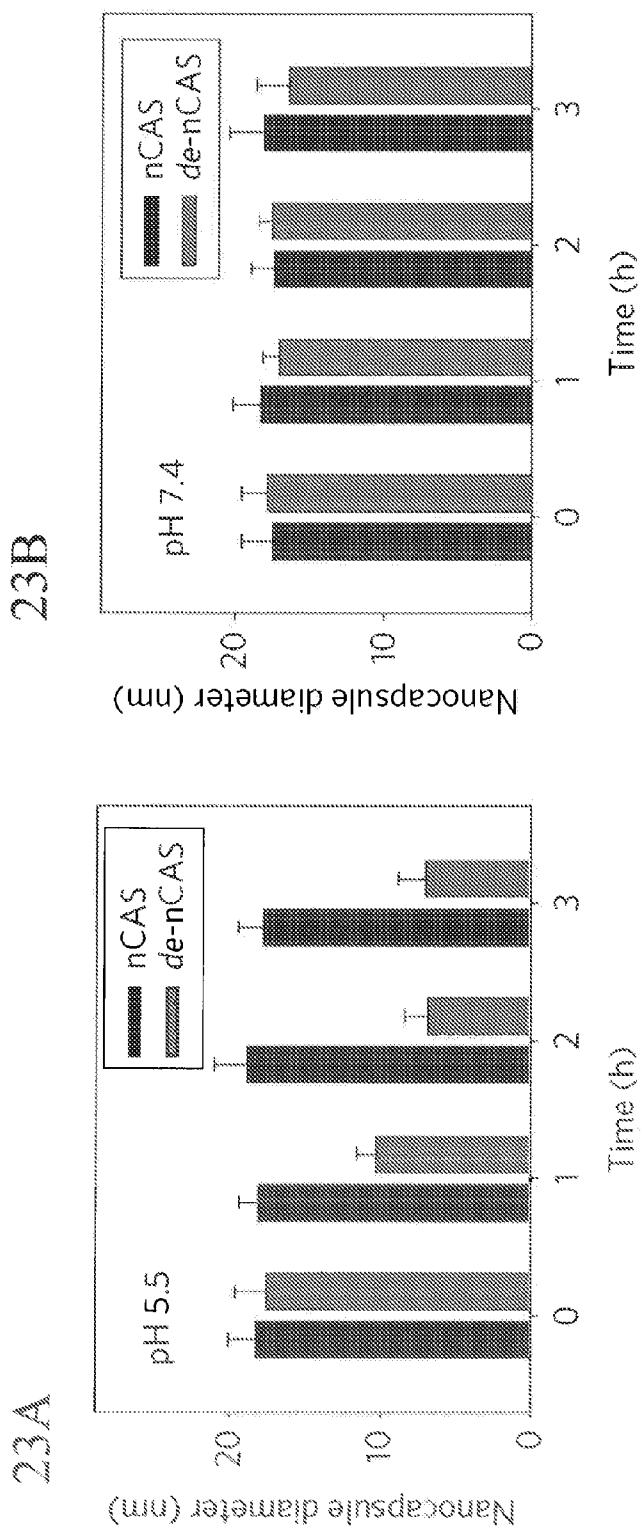 23A
pH 5.5
nCAS
de-nCAS
Nanocapsule diameter (nm)
20
10
0
0 1 2 3
Time (h)
23B
pH 7.4
nCAS
de-nCAS
Nanocapsule diameter (nm)
20
10
0
0 1 2 3
Time (h)